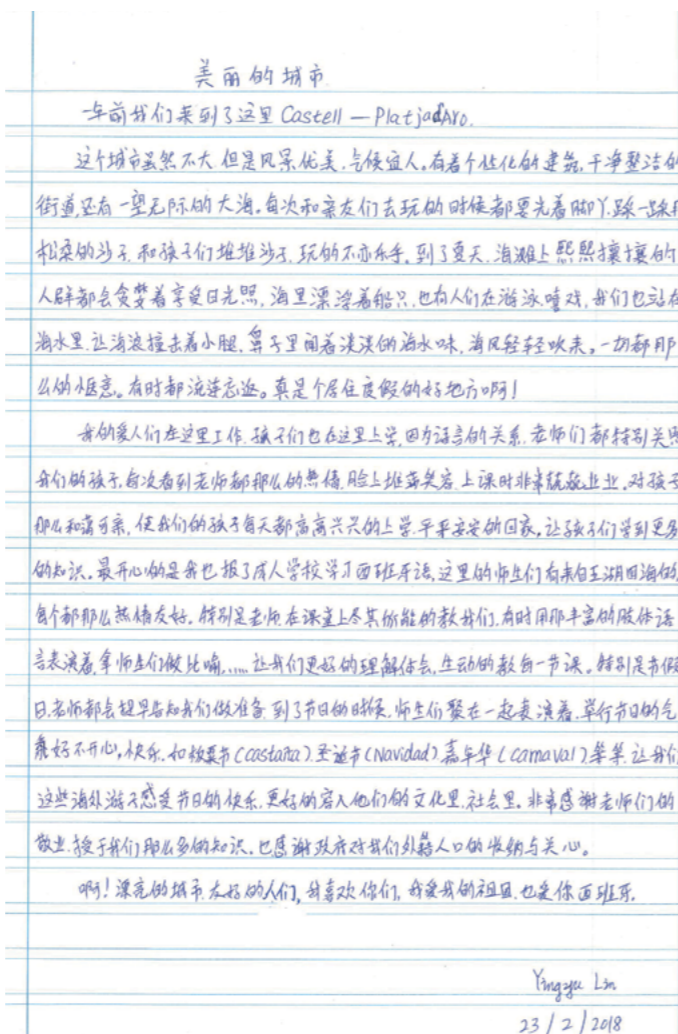 美丽的城市
一年前我们来到了这里 Castell — PlatjadAro.
这个城市虽然不大,但是风景优美,气候宜人。有着个性化的建筑,干净整洁的
街道,还有一望无际的大海。每次和亲友们去玩的时候都要光着脚丫,踩一踩
松柔的沙子,和孩子们堆堆沙子,玩的不亦乐乎,到了夏天,海滩上熙熙攘攘的
人群都会贪婪着享受日光照,海里漂浮着船只,也有人们在游泳嘻戏,我们也站在
海水里,让海浪撞击着小腿,鼻子里闻着淡淡的海水味,海风轻轻吹来。一切都那
么的惬意。有时都流连忘返。真是个居住度假的好地方啊!
我的爱人们在这里工作,孩子们也在这里上学,因为语言的关系,老师们都特别关照
我们的孩子,每次看到老师都那么的热情,脸上堆满笑容,上课时非常兢敬业业,对孩子
那么和蔼可亲,使我们的孩子每天都高高兴兴的上学,平平安安的回家,让孩子们学到更多
的知识。最开心的是我也报了成人学校学习西班牙语,这里的师生们有来自五湖四海的,
每个都那么热情友好。特别是老师,在课堂上尽其所能的教我们,有时用那丰富的肢体语
言表演着,拿师生们做比喻,.....让我们更好的理解体会,生动的教每一节课。特别是节假
日,老师都会提早告知我们做准备,到了节日的时候,师生们聚在一起表演着,举行节日的气
氛好不开心,快乐,如板栗节(castaña),圣诞节(Navidad)嘉年华(carnaval)等等,让我们
这些海外游子感受节日的快乐,更好的容入他们的文化里,社会里。非常感谢老师们的
敬业,授于我们那么多的知识,也感谢政府对我们外籍人口的收纳与关心。
啊!漂亮的城市,友好的人们,我喜欢你们,我爱我的祖国,也爱你西班牙.
Yingyu Lin
23/2/2018